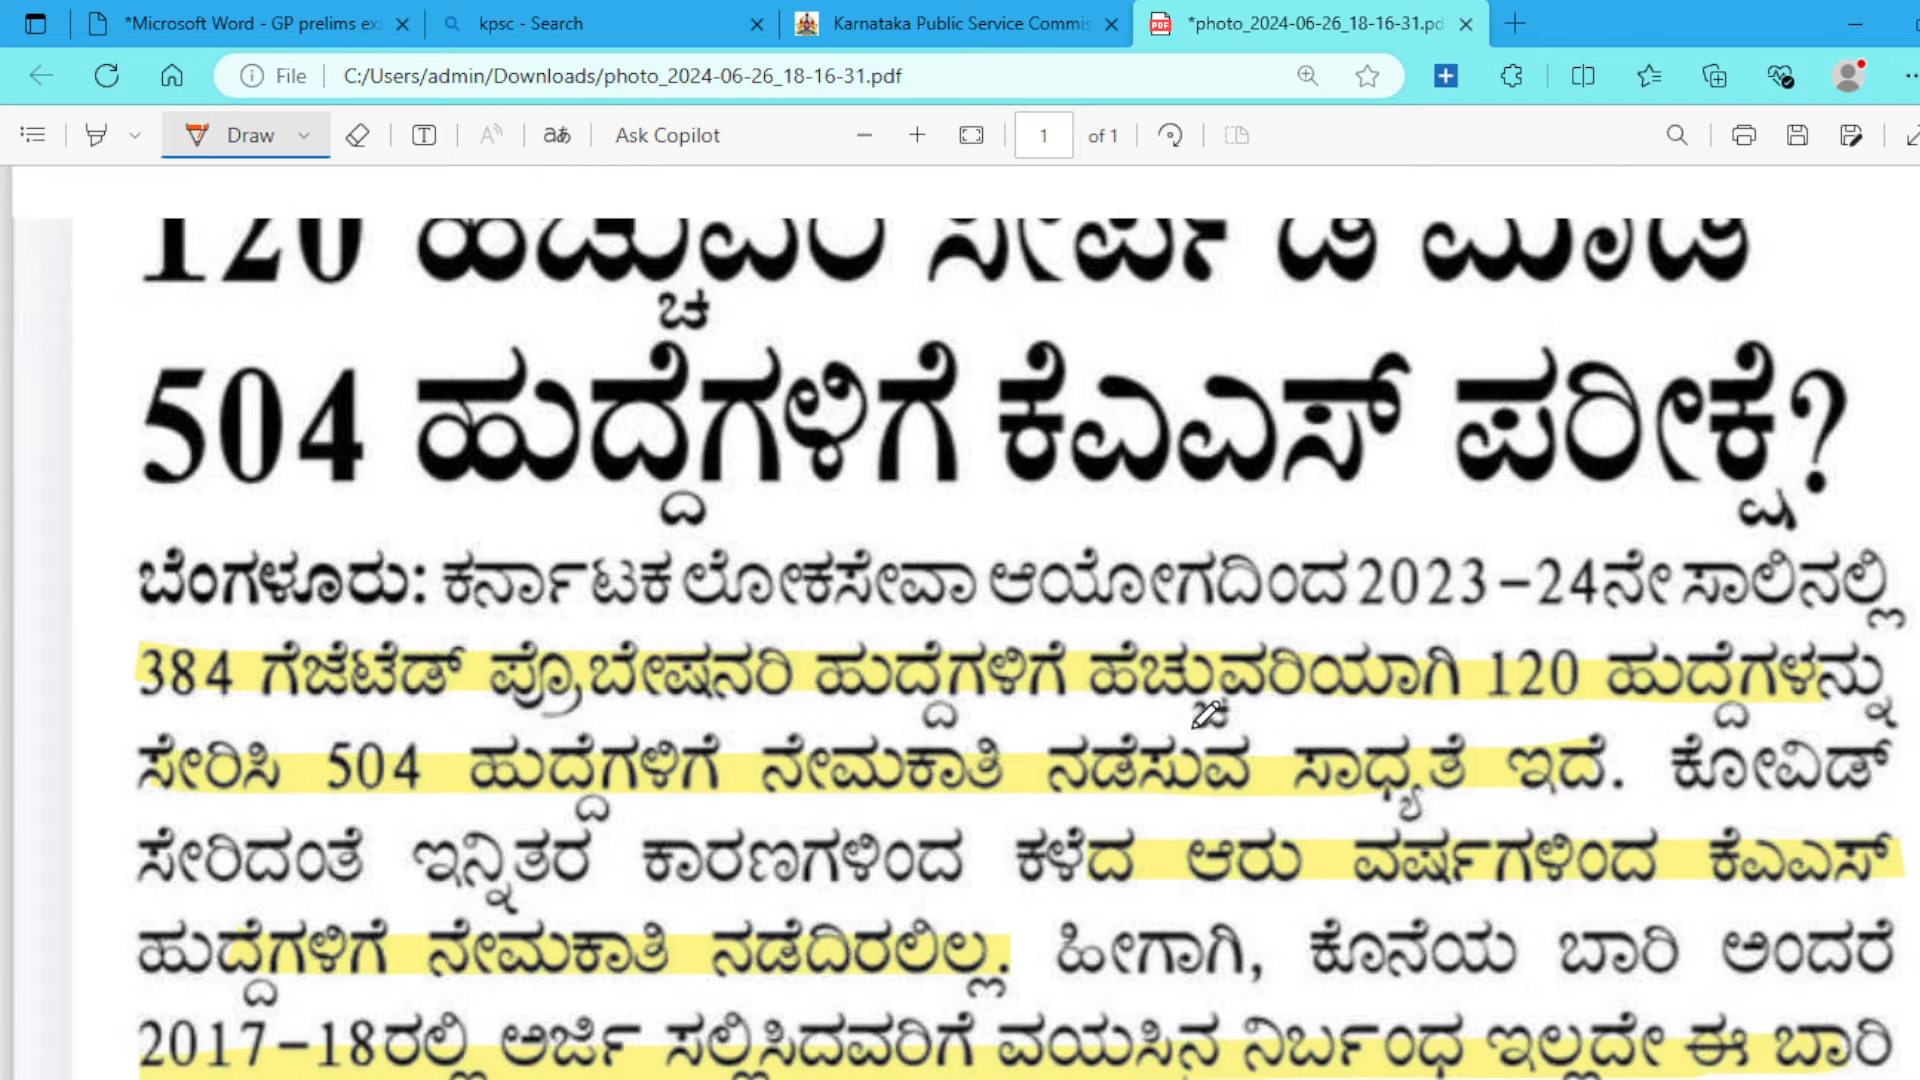 *Microsoft Word - GP prelims exa
kpsc - Search
Karnataka Public Service Commis
*photo_2024-06-26_18-16-31.pd
File
C:/Users/admin/Downloads/photo_2024-06-26_18-16-31.pdf
Draw
Ask Copilot
1 of 1
120 ಹೆಚ್ಚುವರಿ ಸೇರ್ಪಡೆ ಮಾಡಿ
504 ಹುದ್ದೆಗಳಿಗೆ ಕೆಎಎಸ್ ಪರೀಕ್ಷೆ?
ಬೆಂಗಳೂರು: ಕರ್ನಾಟಕ ಲೋಕಸೇವಾ ಆಯೋಗದಿಂದ 2023-24ನೇ ಸಾಲಿನಲ್ಲಿ
384 ಗೆಜೆಟೆಡ್ ಪ್ರೊಬೇಷನರಿ ಹುದ್ದೆಗಳಿಗೆ ಹೆಚ್ಚುವರಿಯಾಗಿ 120 ಹುದ್ದೆಗಳನ್ನು
ಸೇರಿಸಿ 504 ಹುದ್ದೆಗಳಿಗೆ ನೇಮಕಾತಿ ನಡೆಸುವ ಸಾಧ್ಯತೆ ಇದೆ. ಕೋವಿಡ್
ಸೇರಿದಂತೆ ಇನ್ನಿತರ ಕಾರಣಗಳಿಂದ ಕಳೆದ ಆರು ವರ್ಷಗಳಿಂದ ಕೆಎಎಸ್
ಹುದ್ದೆಗಳಿಗೆ ನೇಮಕಾತಿ ನಡೆದಿರಲಿಲ್ಲ. ಹೀಗಾಗಿ, ಕೊನೆಯ ಬಾರಿ ಅಂದರೆ
2017-18ರಲ್ಲಿ ಅರ್ಜಿ ಸಲ್ಲಿಸಿದವರಿಗೆ ವಯಸಿನ ನಿರ್ಬಂಧ ಇಲ್ಲದೇ ಈ ಬಾರಿ